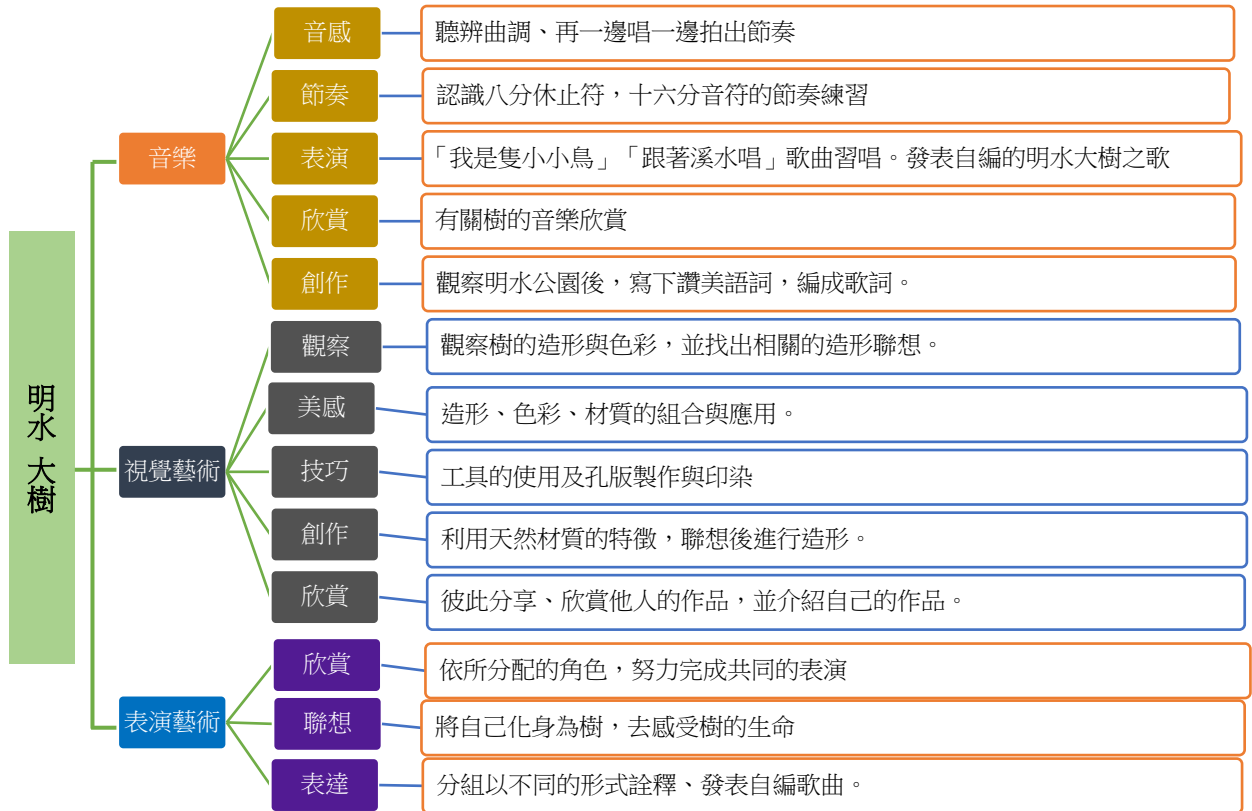 明水 大樹
音樂
音感
聽辨曲調、再一邊唱一邊拍出節奏
節奏
認識八分休止符，十六分音符的節奏練習
表演
「我是隻小小鳥」「跟著溪水唱」歌曲習唱。發表自編的明水大樹之歌
欣賞
有關樹的音樂欣賞
創作
觀察明水公園後，寫下讚美語詞，編成歌詞。
視覺藝術
觀察
觀察樹的造形與色彩，並找出相關的造形聯想。
美感
造形、色彩、材質的組合與應用。
技巧
工具的使用及孔版製作與印染
創作
利用天然材質的特徵，聯想後進行造形。
欣賞
彼此分享、欣賞他人的作品，並介紹自己的作品。
表演藝術
欣賞
依所分配的角色，努力完成共同的表演
聯想
將自己化身為樹，去感受樹的生命
表達
分組以不同的形式詮釋、發表自編歌曲。